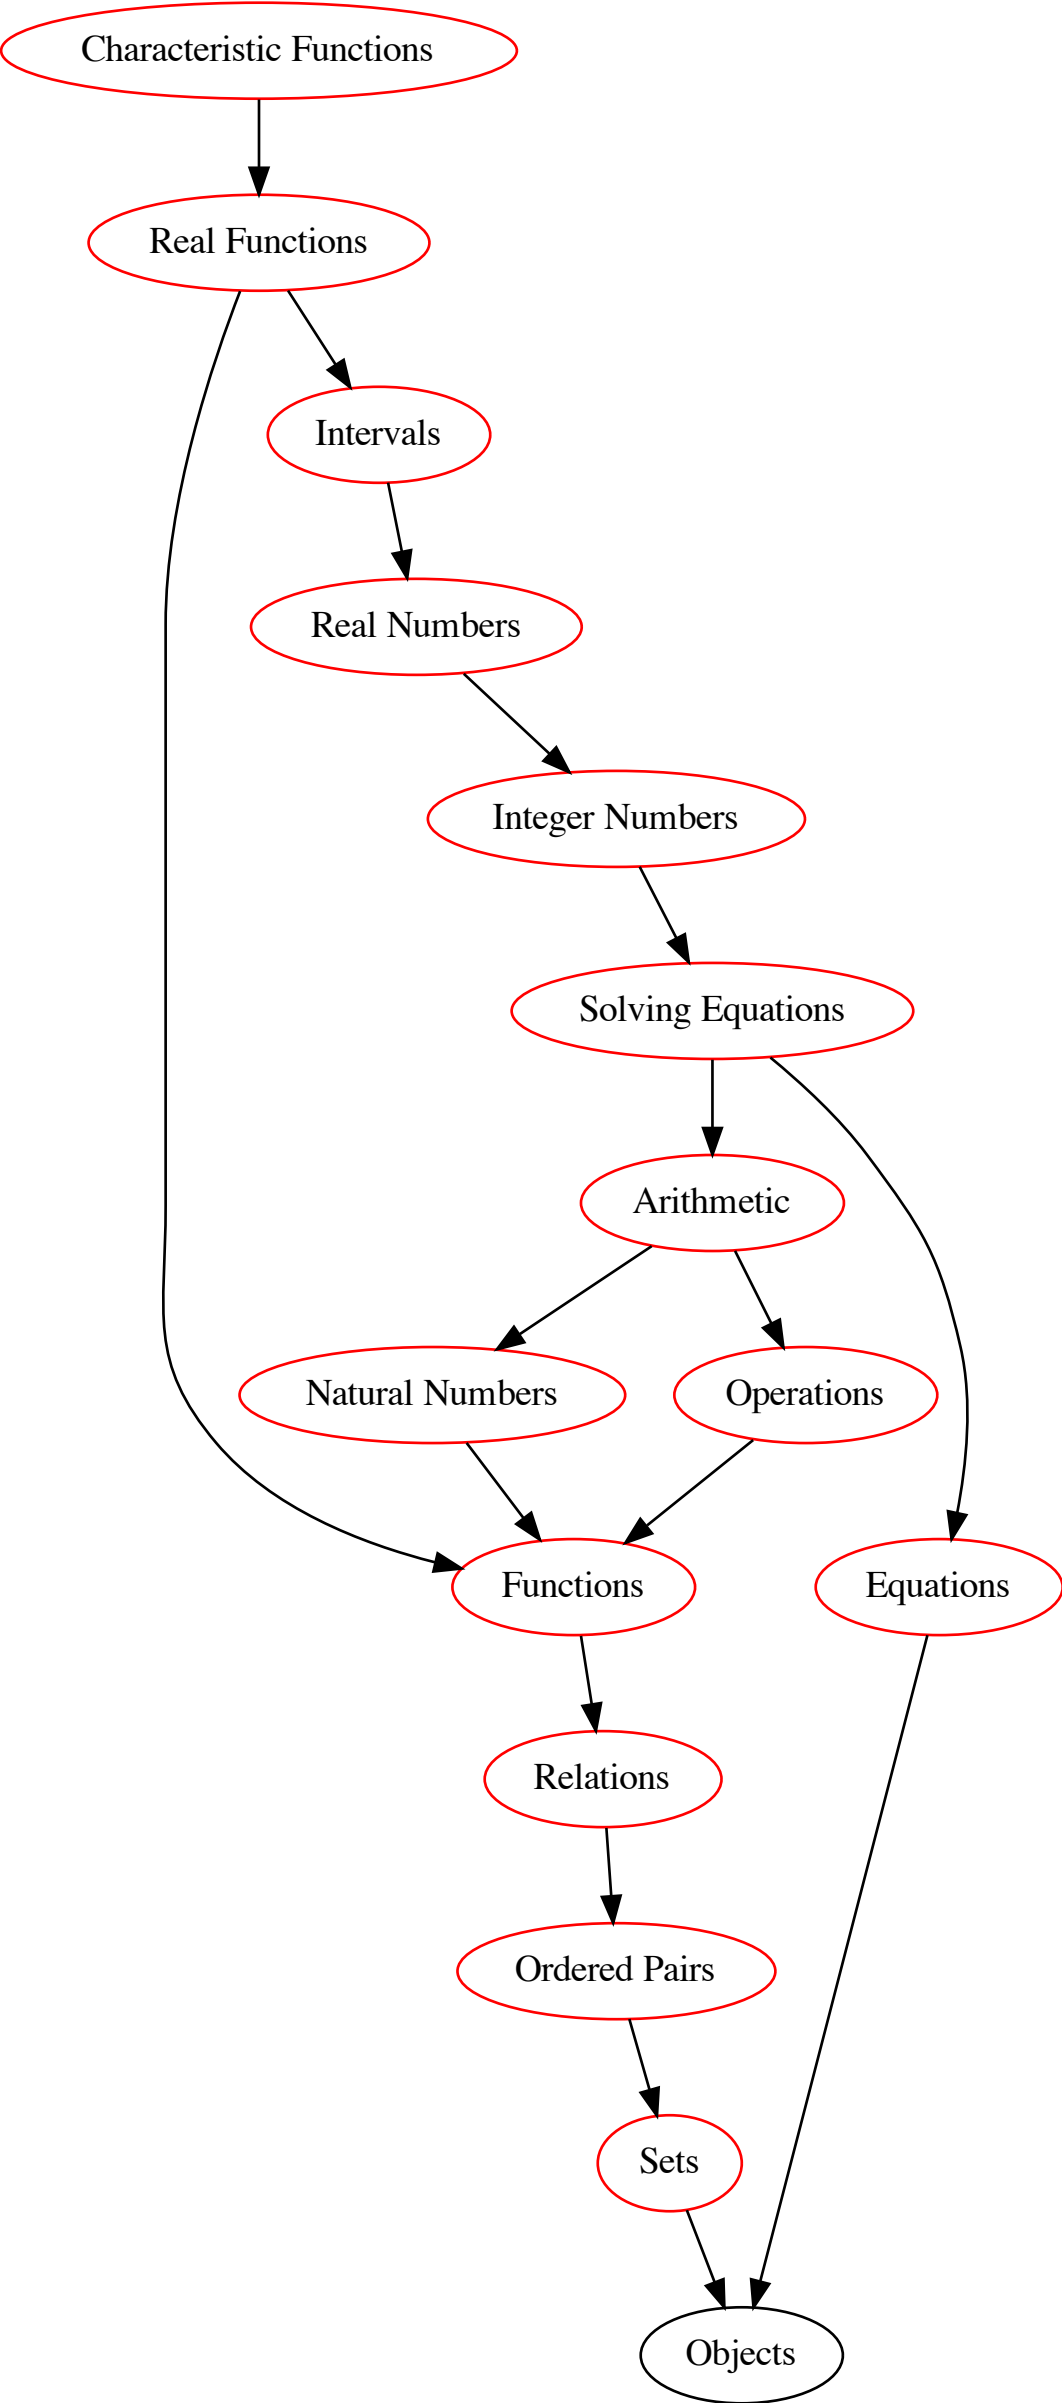 Characteristic Functions
Real Functions
Intervals
Real Numbers
Integer Numbers
Solving Equations
Arithmetic
Natural Numbers
Operations
Functions
Equations
Relations
Ordered Pairs
Sets
Objects